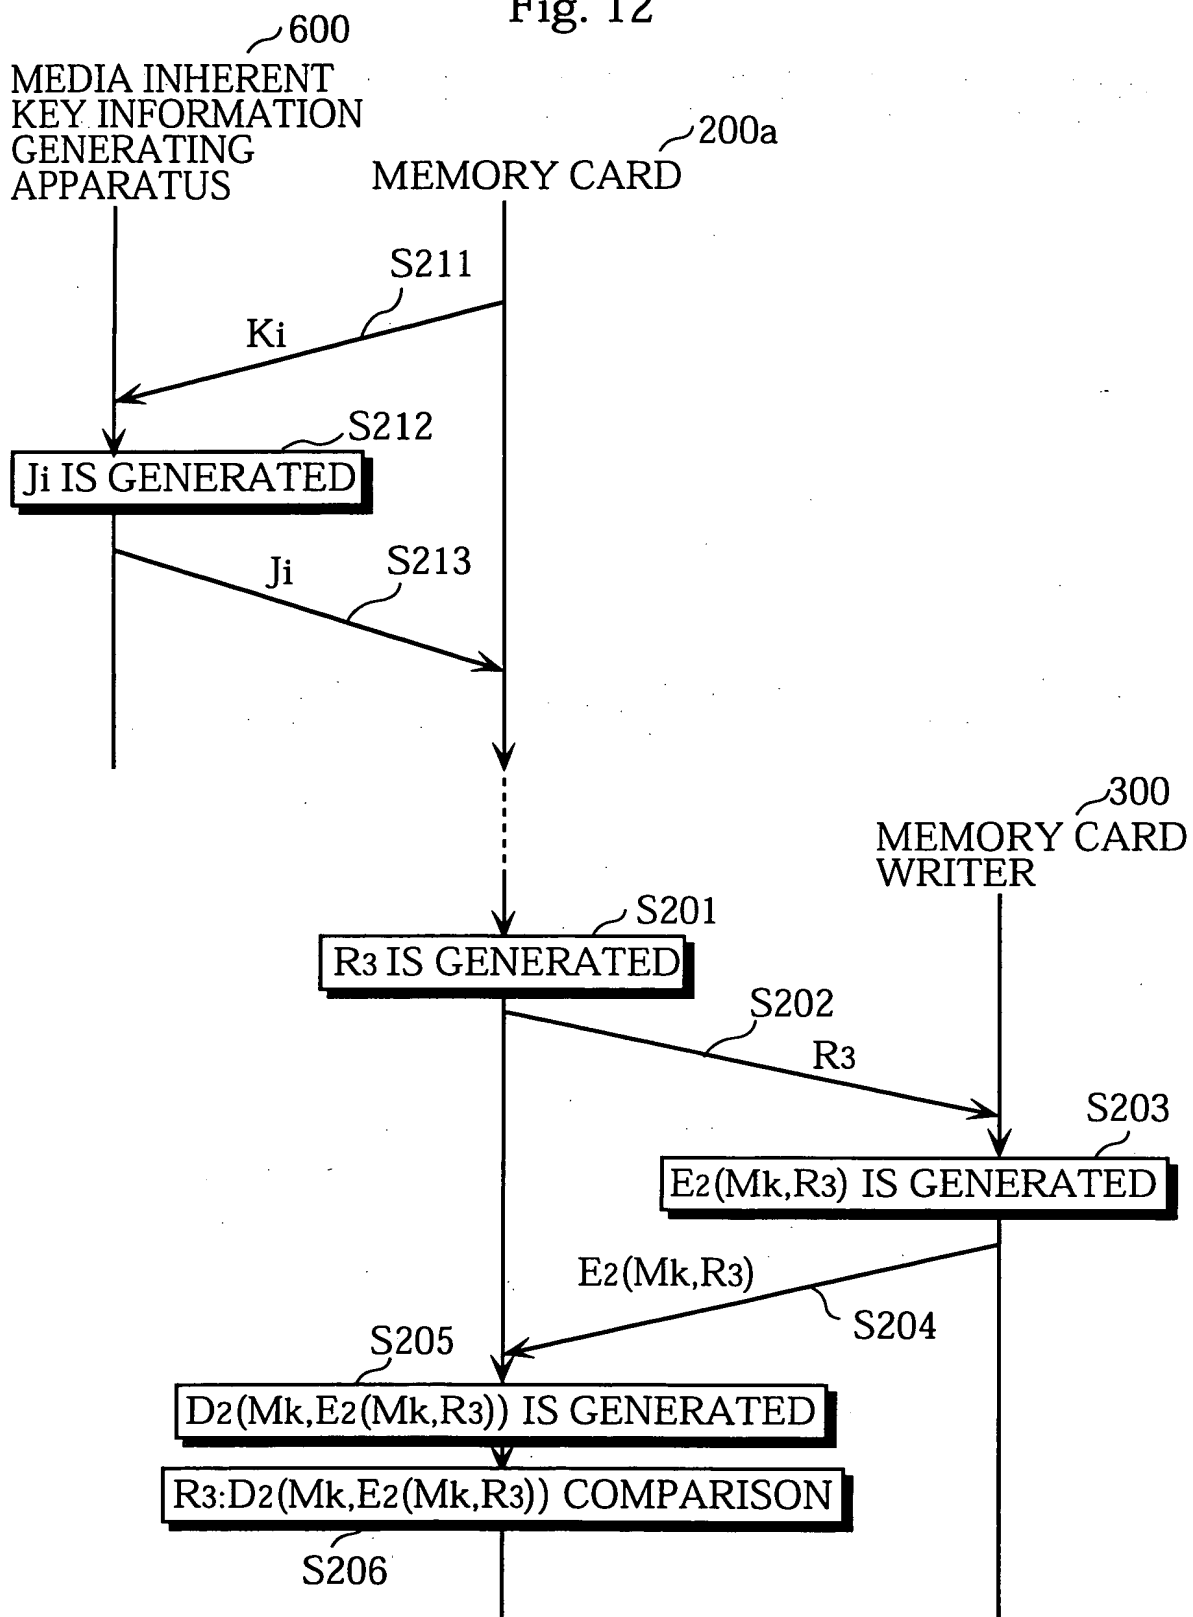 Fig. 12
600
MEDIA INHERENT
KEY INFORMATION
GENERATING
APPARATUS
200a
MEMORY CARD
S211
Ki
S212
Ji IS GENERATED
S213
Ji
300
MEMORY CARD
WRITER
S201
R3 IS GENERATED
S202
R3
S203
E2(Mk,R3) IS GENERATED
E2(Mk,R3)
S204
S205
D2(Mk,E2(Mk,R3)) IS GENERATED
R3:D2(Mk,E2(Mk,R3)) COMPARISON
S206